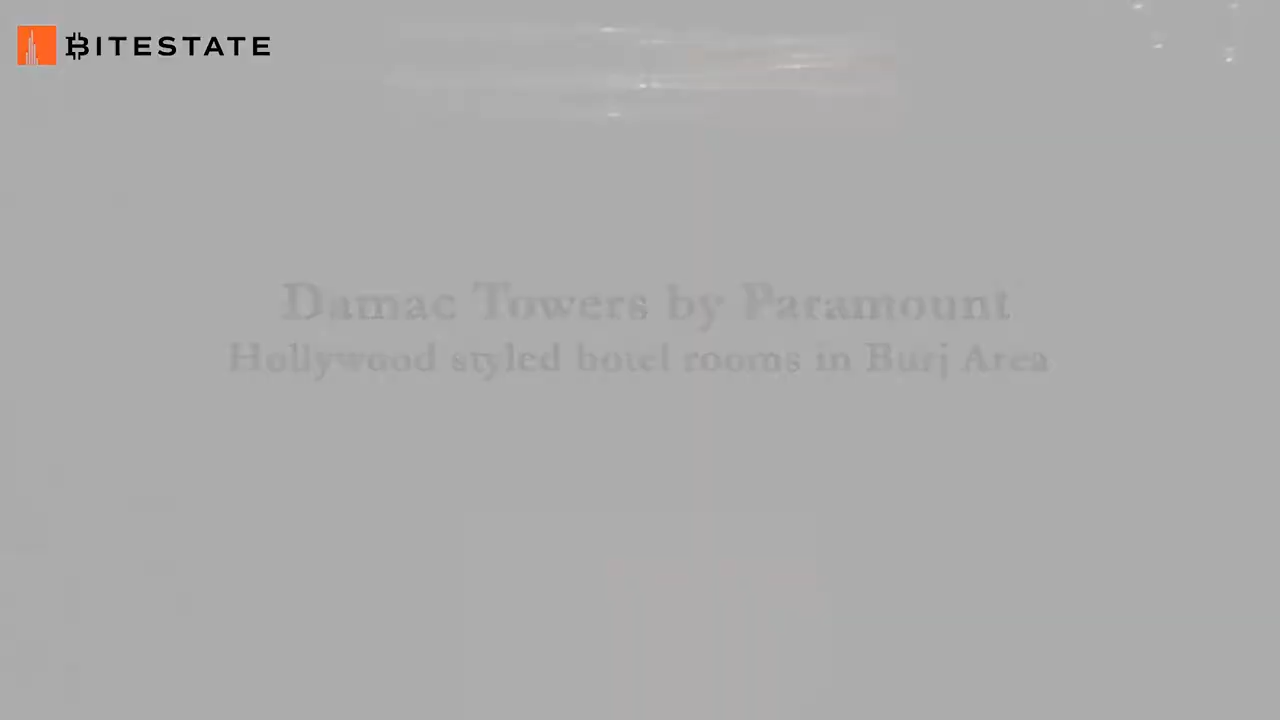 BITESTATE
Damac Towers by Paramount
Hollywood styled hotel rooms in Burj Area